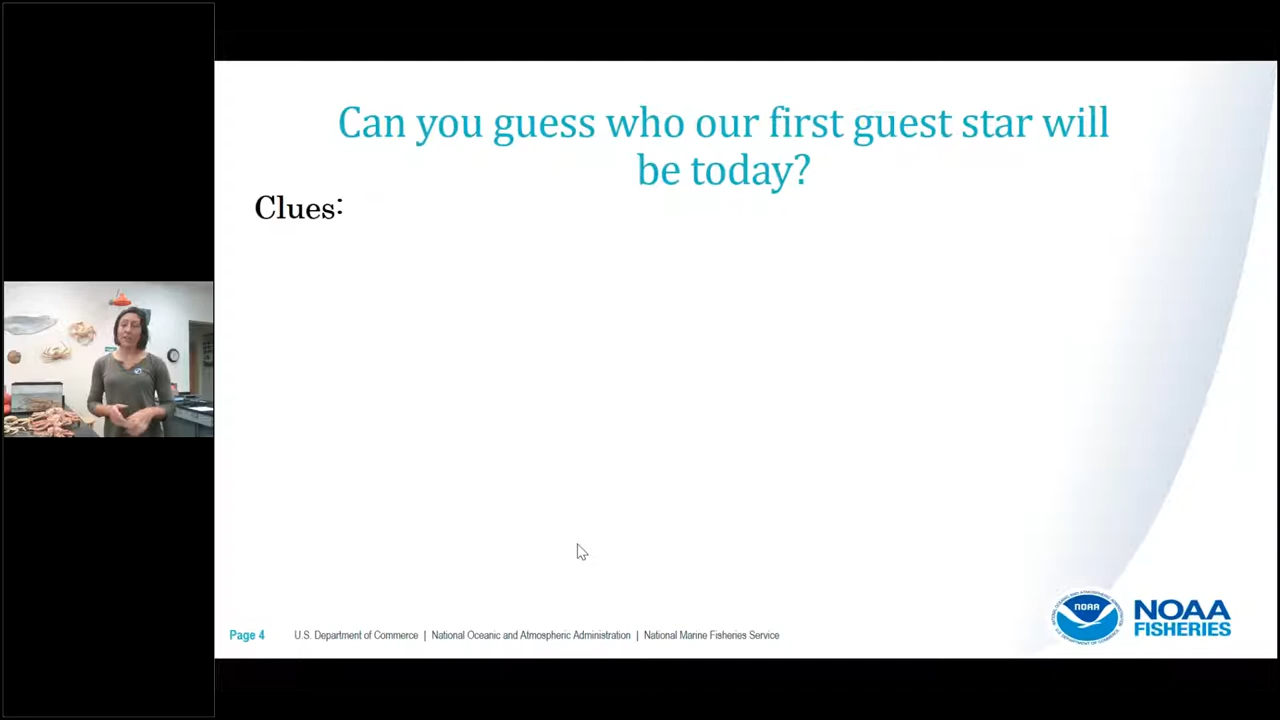 Can you guess who our first guest star will
be today?
Clues:
Page 4 U.S. Department of Commerce | National Oceanic and Atmospheric Administration | National Marine Fisheries Service
NOAA
NOAA
FISHERIES